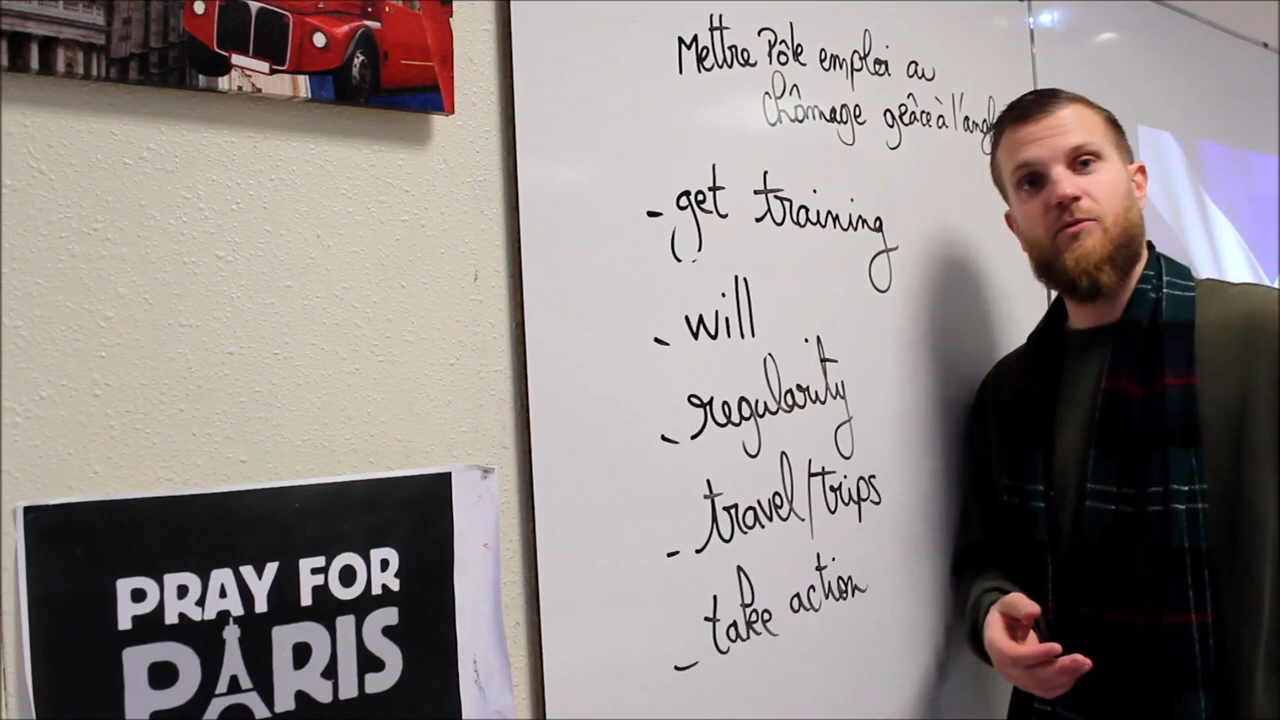 Mettre Pôle emploi au
chômage grâce à l'angl
- get training
- will
- regularity
- travel/trips
- take action
PRAY FOR
PARIS